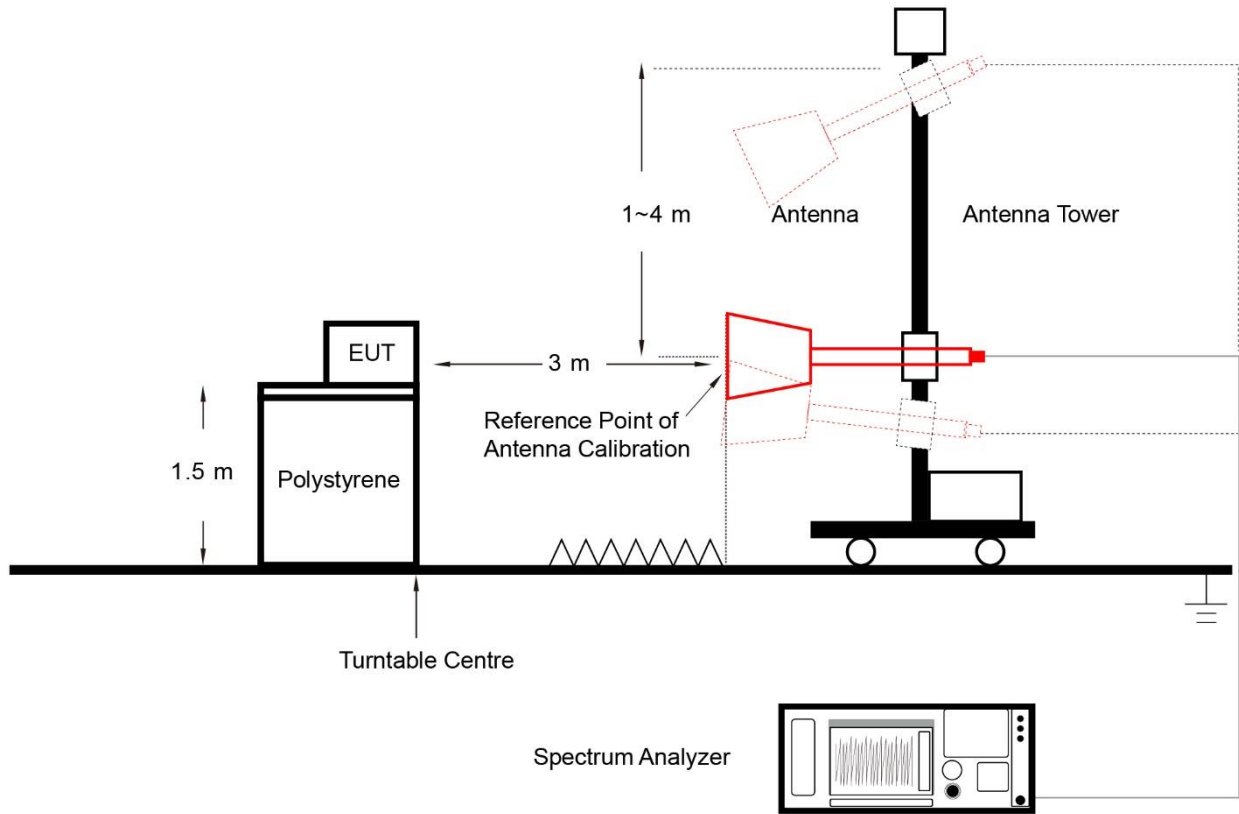 1~4 m
Antenna
Antenna Tower
EUT
3 m
Reference Point of
Antenna Calibration
1.5 m
Polystyrene
Turntable Centre
Spectrum Analyzer